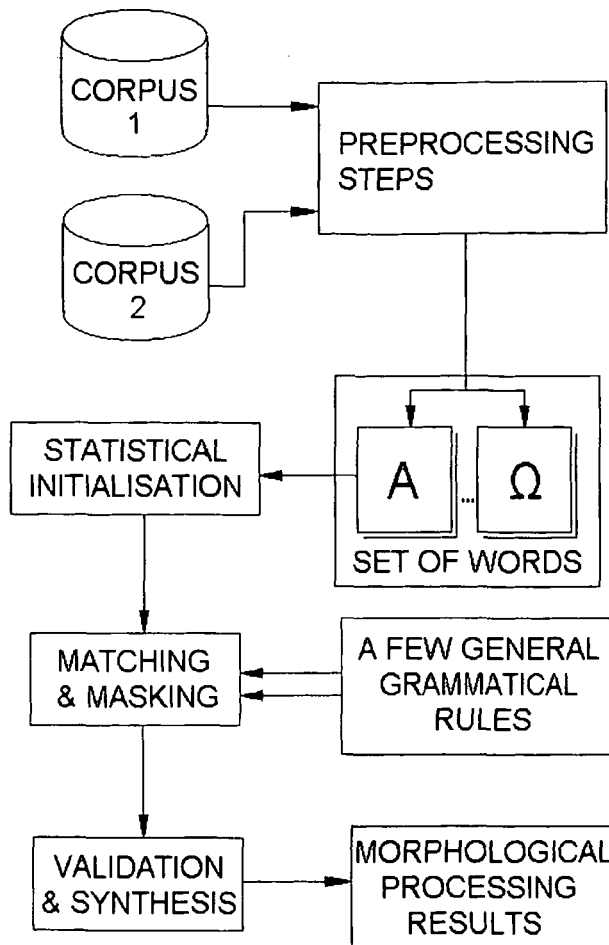 CORPUS
1
PREPROCESSING
STEPS
CORPUS
2
A
...
Ω
SET OF WORDS
STATISTICAL
INITIALISATION
MATCHING
& MASKING
A FEW GENERAL
GRAMMATICAL
RULES
VALIDATION
& SYNTHESIS
MORPHOLOGICAL
PROCESSING
RESULTS